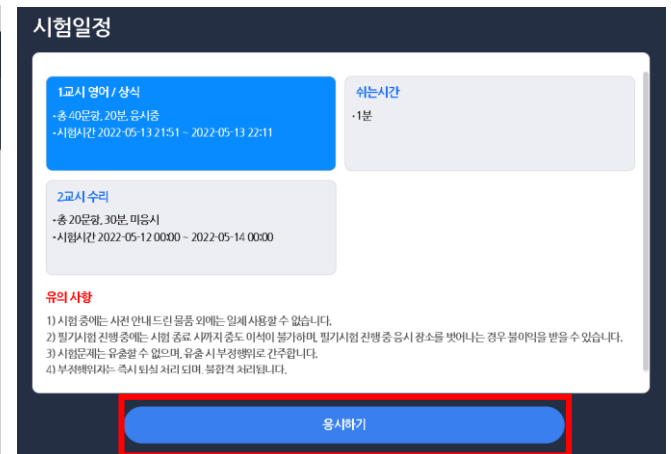 시험일정
1교시 영어 / 상식
• 총 40문항, 20분, 응시중
• 시험시간 2022-05-13 21:51 ~ 2022-05-13 22:11
쉬는시간
• 1분
2교시 수리
• 총 20문항, 30분, 미응시
• 시험시간 2022-05-12 00:00 ~ 2022-05-14 00:00
유의 사항
1) 시험 중에는 사전 안내 드린 물품 외에는 일체 사용할 수 없습니다.
2) 필기시험 진행 중에는 시험 종료 시까지 중도 이석이 불가하며, 필기시험 진행 중 응시 장소를 벗어나는 경우 불이익을 받을 수 있습니다.
3) 시험문제는 유출할 수 없으며, 유출 시 부정행위로 간주합니다.
4) 부정행위자는 즉시 퇴실 처리 되며, 불합격 처리됩니다.
응시하기